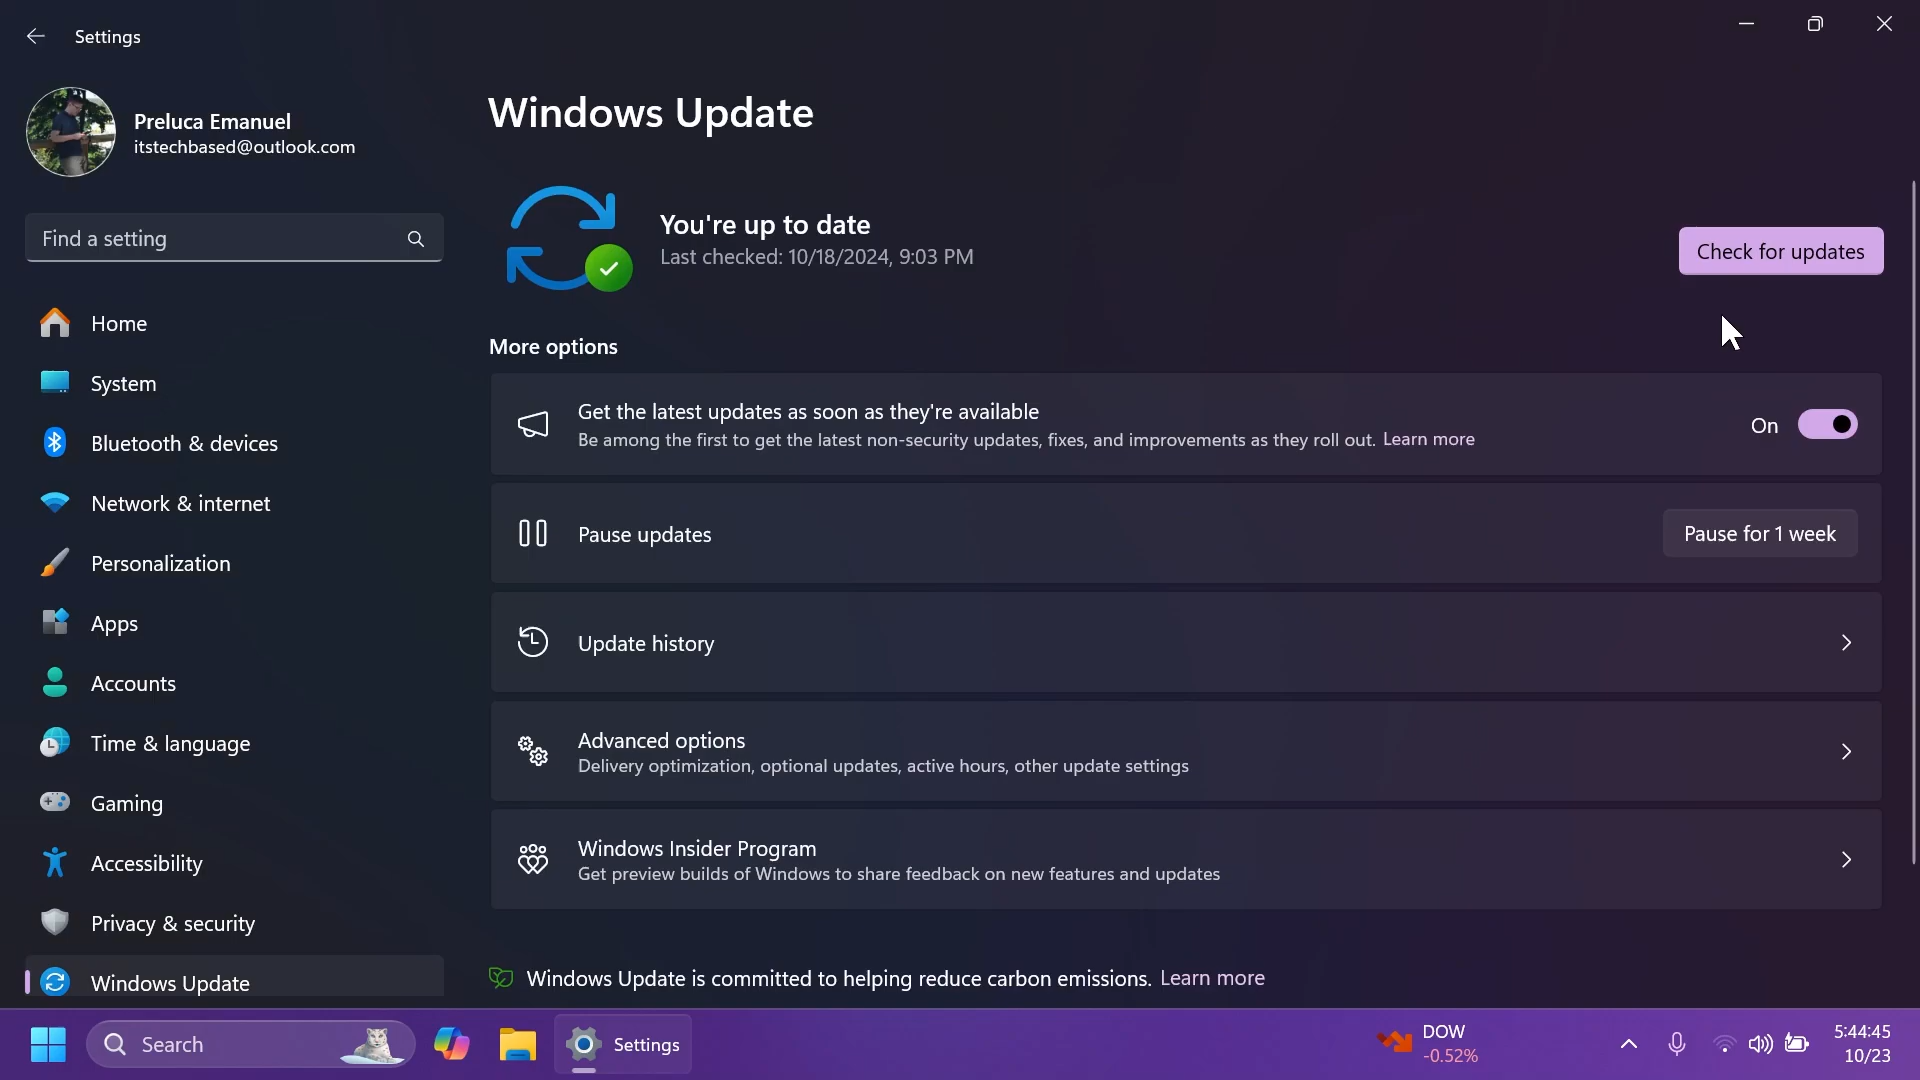 Settings
Preluca Emanuel
itstechbased@outlook.com
Find a setting
Home
System
Bluetooth & devices
Network & internet
Personalization
Apps
Accounts
Time & language
Gaming
Accessibility
Privacy & security
Windows Update
Windows Update
You're up to date
Last checked: 10/18/2024, 9:03 PM
Check for updates
More options
Get the latest updates as soon as they're available
Be among the first to get the latest non-security updates, fixes, and improvements as they roll out. Learn more
On
Pause updates
Pause for 1 week
Update history
Advanced options
Delivery optimization, optional updates, active hours, other update settings
Windows Insider Program
Get preview builds of Windows to share feedback on new features and updates
Windows Update is committed to helping reduce carbon emissions. Learn more
Search
Settings
DOW
-0.52%
5:44:45
10/23